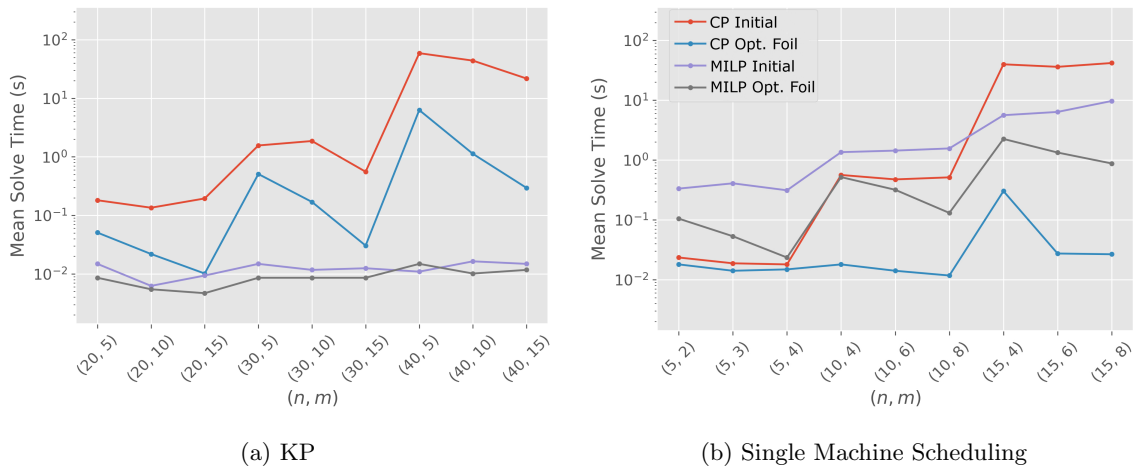 Mean Solve Time (s)
10²
10¹
10⁰
10⁻¹
10⁻²
(20, 5)
(20, 10)
(20, 15)
(30, 5)
(30, 10)
(30, 15)
(40, 5)
(40, 10)
(40, 15)
(n, m)
(a) KP
CP Initial
CP Opt. Foil
MILP Initial
MILP Opt. Foil
Mean Solve Time (s)
10²
10¹
10⁰
10⁻¹
10⁻²
(5, 2)
(5, 3)
(5, 4)
(10, 4)
(10, 6)
(10, 8)
(15, 4)
(15, 6)
(15, 8)
(n, m)
(b) Single Machine Scheduling